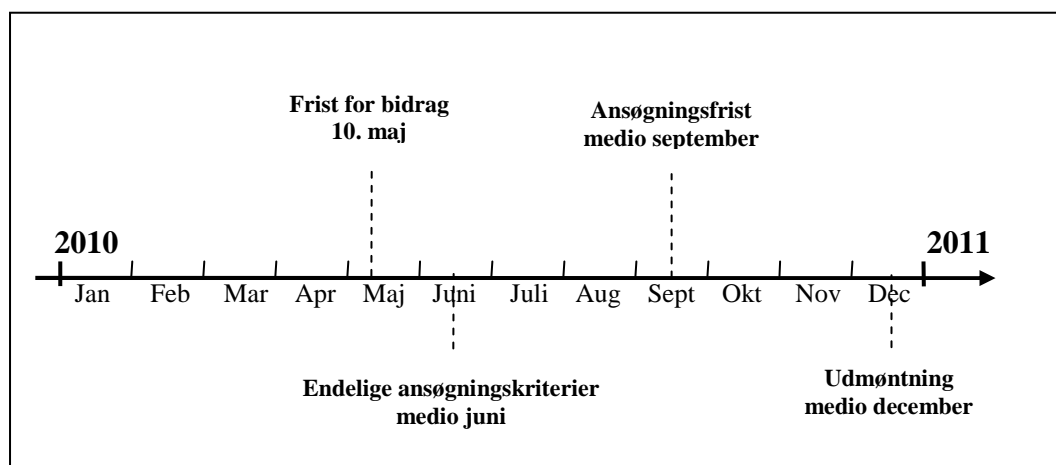 Frist for bidrag
10. maj
Ansøgningsfrist
medio september
2010
2011
Jan Feb Mar Apr Maj Juni Juli Aug Sept Okt Nov Dec
Endelige ansøgningskriterier
medio juni
Udmøntning
medio december